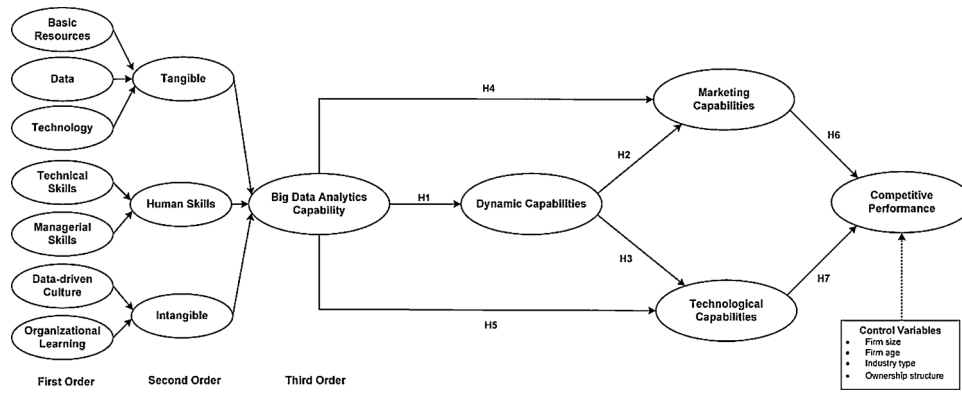 Basic
Resources
Data
Technology
Technical
Skills
Managerial
Skills
Data-driven
Culture
Organizational
Learning
First Order
Tangible
Human Skills
Intangible
Second Order
Big Data Analytics
Capability
Third Order
H4
H1
H5
Dynamic Capabilities
H2
H3
Marketing
Capabilities
Technological
Capabilities
H6
H7
Competitive
Performance
Control Variables
• Firm size
• Firm age
• Industry type
• Ownership structure